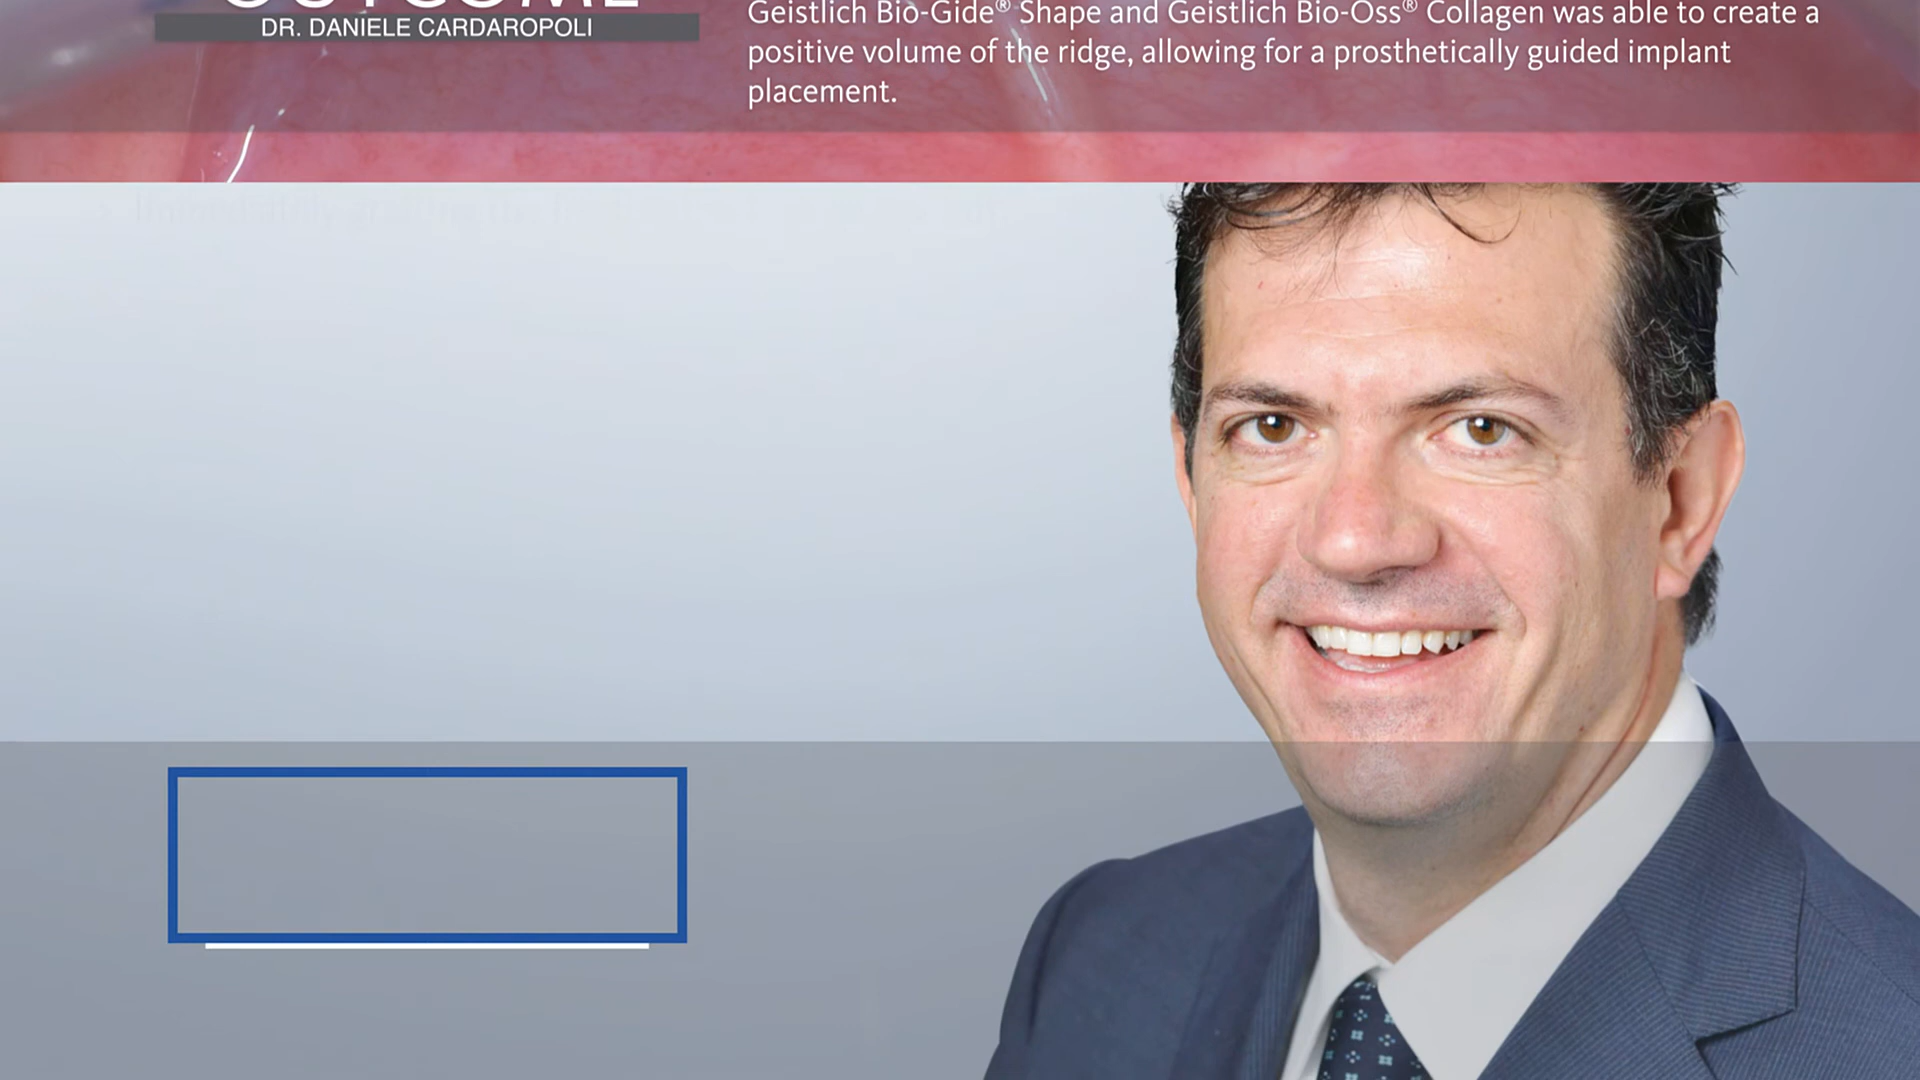 OUTCOME
DR. DANIELE CARDAROPOLI
Geistlich Bio-Gide® Shape and Geistlich Bio-Oss® Collagen was able to create a
positive volume of the ridge, allowing for a prosthetically guided implant
placement.